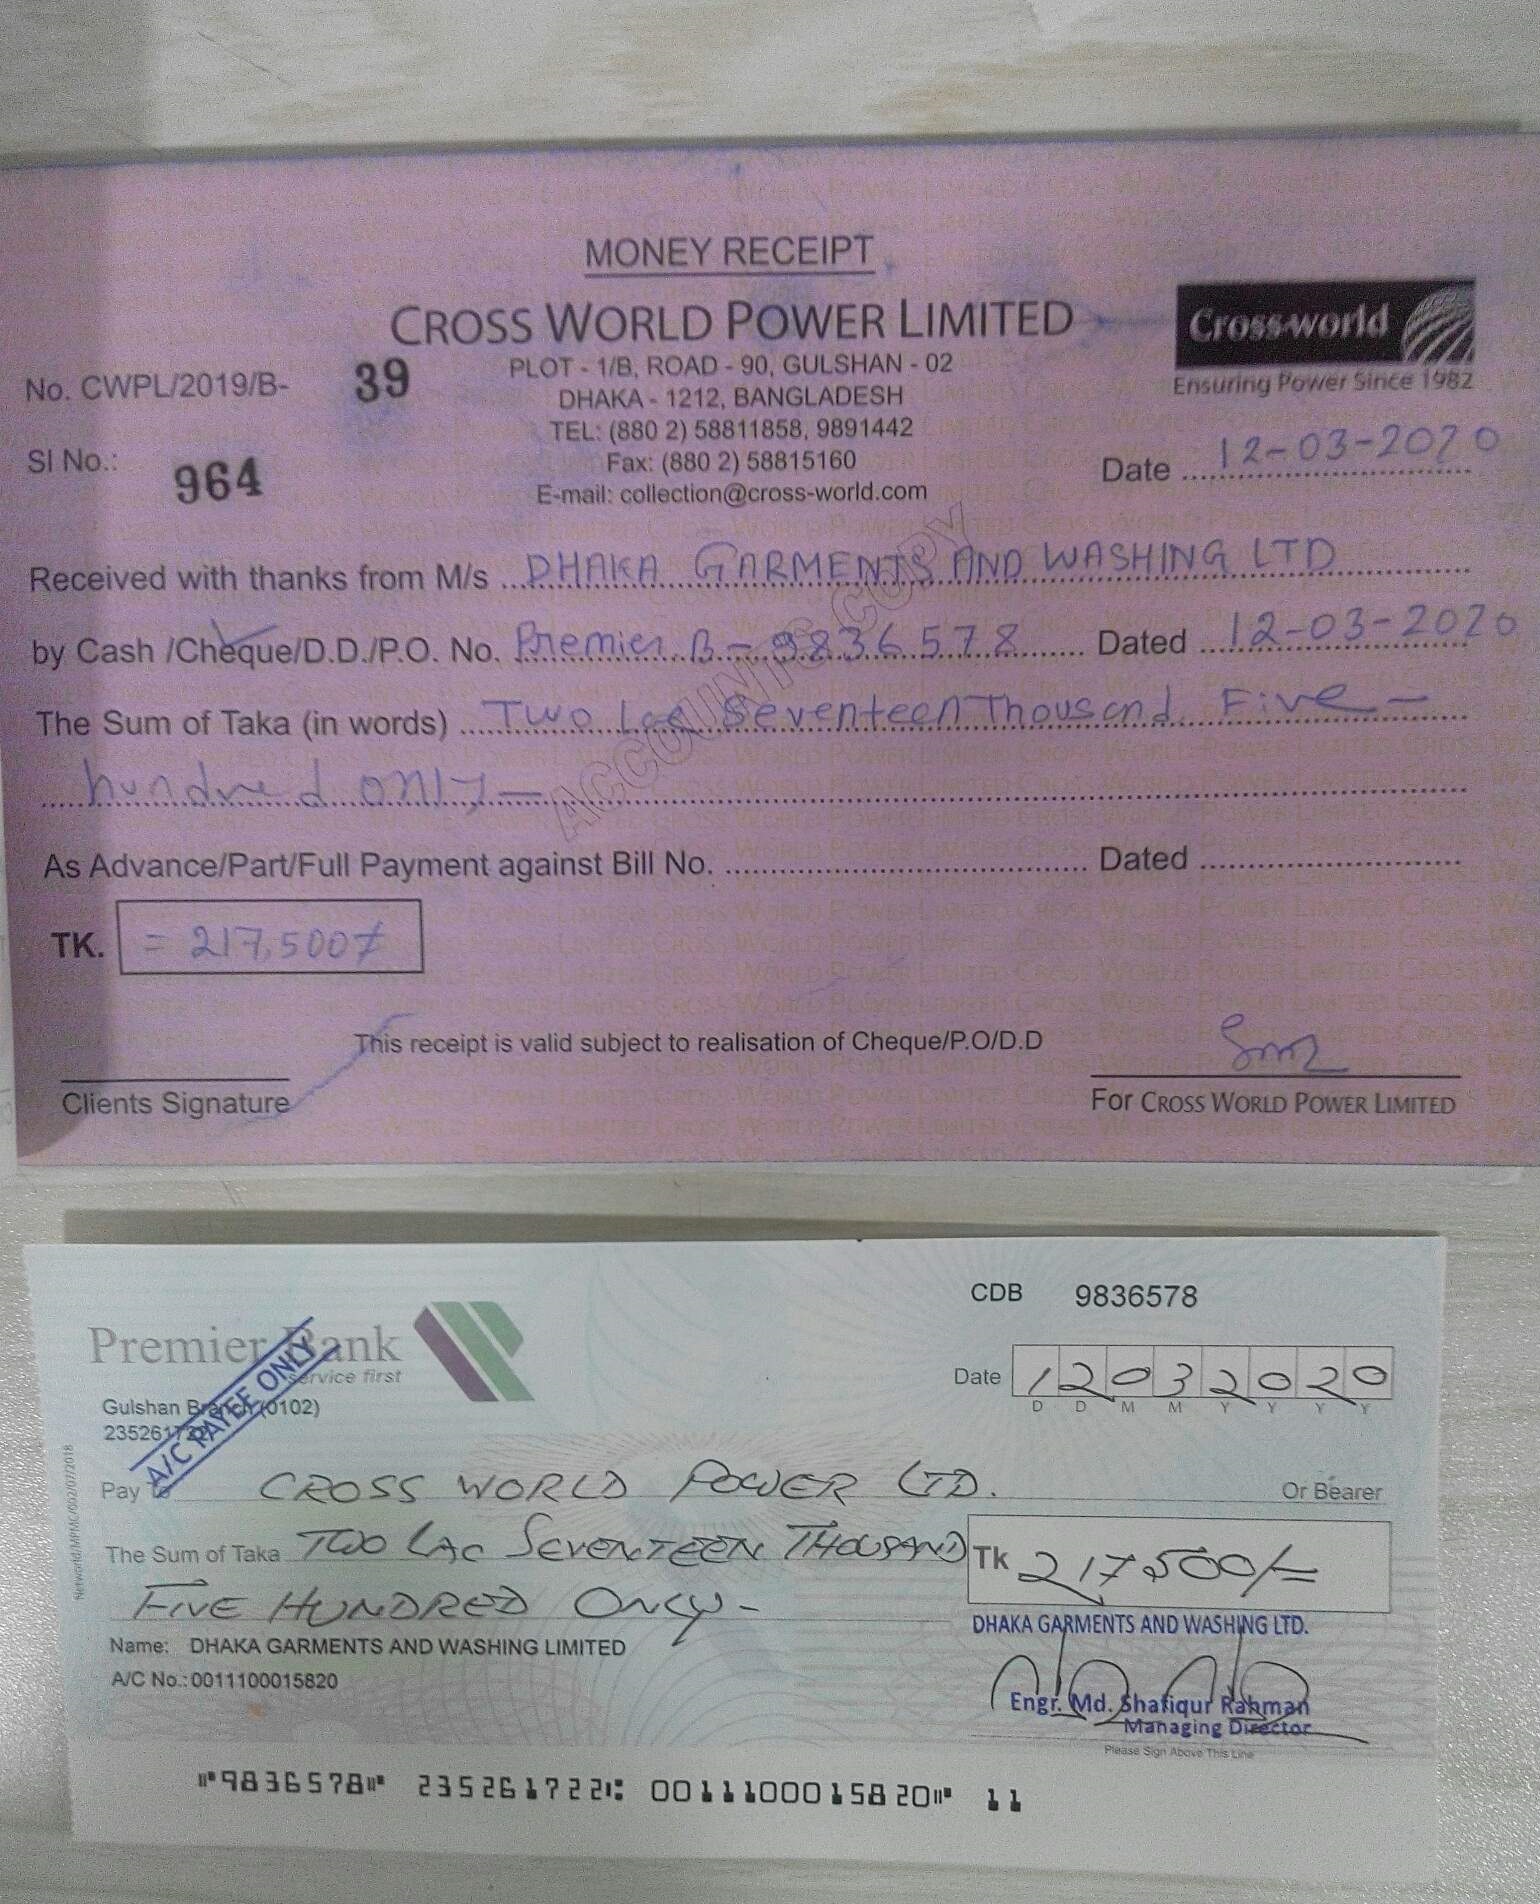 MONEY RECEIPT
CROSS WORLD POWER LIMITED
Cross-world
Ensuring Power Since 1982
PLOT - 1/B, ROAD - 90, GULSHAN - 02
DHAKA - 1212, BANGLADESH
TEL: (880 2) 58811858, 9891442
Fax: (880 2) 58815160
E-mail: collection@cross-world.com
No. CWPL/2019/B- 39
Sl No.: 964
Date 12-03-2020
Received with thanks from M/s DHAKA GARMENTS AND WASHING LTD
by Cash /Cheque/D.D./P.O. No. Premier B-9836578 Dated 12-03-2020
The Sum of Taka (in words) Two Lac Seventeen Thousand Five -
hundred only -
ACCOUNTS COPY
As Advance/Part/Full Payment against Bill No. Dated
TK. = 217,500/=
This receipt is valid subject to realisation of Cheque/P.O/D.D
Clients Signature
For CROSS WORLD POWER LIMITED
CDB 9836578
Premier Bank
service first
Gulshan Branch (0102)
235261722
A/C PAYEE ONLY
Date 12032020
D D M M Y Y Y Y
Pay to CROSS WORLD POWER LTD. Or Bearer
The Sum of Taka TWO LAC SEVENTEEN THOUSAND
FIVE HUNDRED ONLY -
Tk 217500/=
Name: DHAKA GARMENTS AND WASHING LIMITED
A/C No.: 0011100015820
DHAKA GARMENTS AND WASHING LTD.
Engr. Md. Shafiqur Rahman
Managing Director
Please Sign Above This Line
⑈9836578⑈ 235261722⑆ 0011100015820⑈ 11